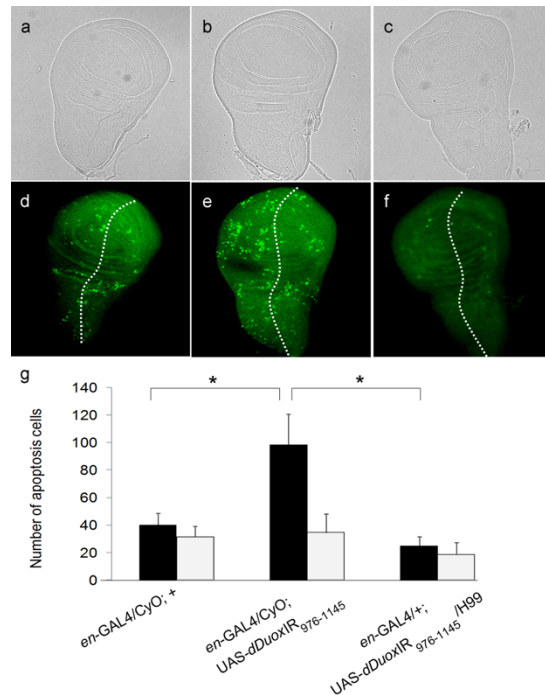 a
b
c
d
e
f
g
*
*
Number of apoptosis cells
140
120
100
80
60
40
20
0
en-GAL4/CyO; +
en-GAL4/CyO;
UAS-dDuoxIR976-1145
en-GAL4/+;
UAS-dDuoxIR976-1145/H99